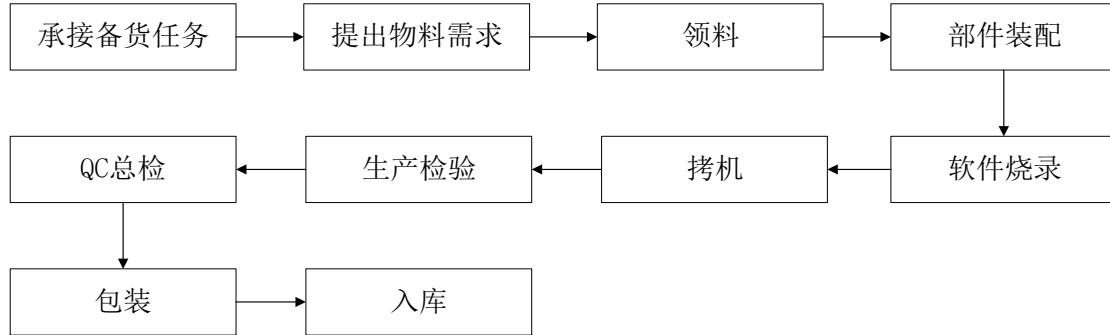 承接备货任务
提出物料需求
领料
部件装配
软件烧录
拷机
生产检验
QC总检
包装
入库